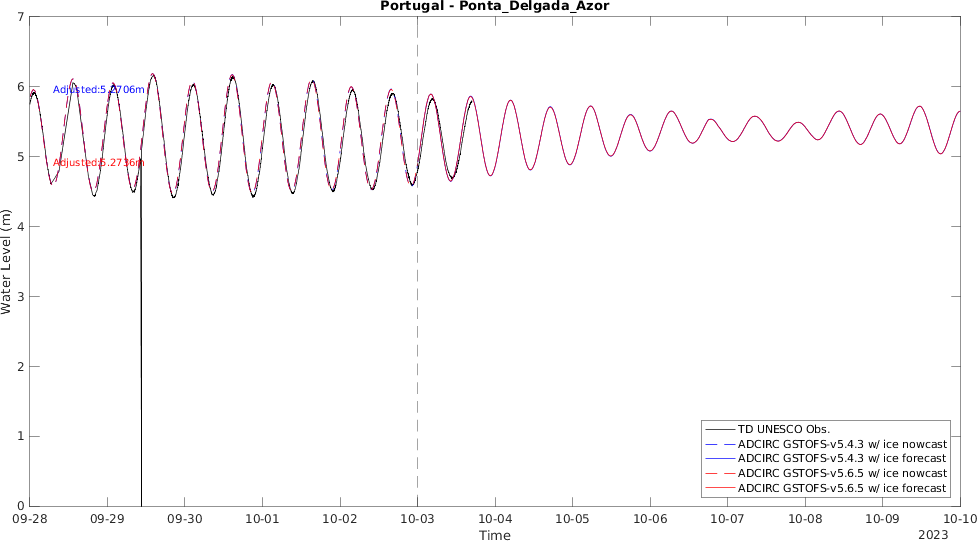 Portugal - Ponta_Delgada_Azor
7
6
5
4
3
2
1
0
Water Level (m)
Adjusted:5.2706m
Adjusted:5.2736m
TD UNESCO Obs.
ADCIRC GSTOFS-v5.4.3 w/ ice nowcast
ADCIRC GSTOFS-v5.4.3 w/ ice forecast
ADCIRC GSTOFS-v5.6.5 w/ ice nowcast
ADCIRC GSTOFS-v5.6.5 w/ ice forecast
09-28 09-29 09-30 10-01 10-02 10-03 10-04 10-05 10-06 10-07 10-08 10-09 10-10
Time
2023